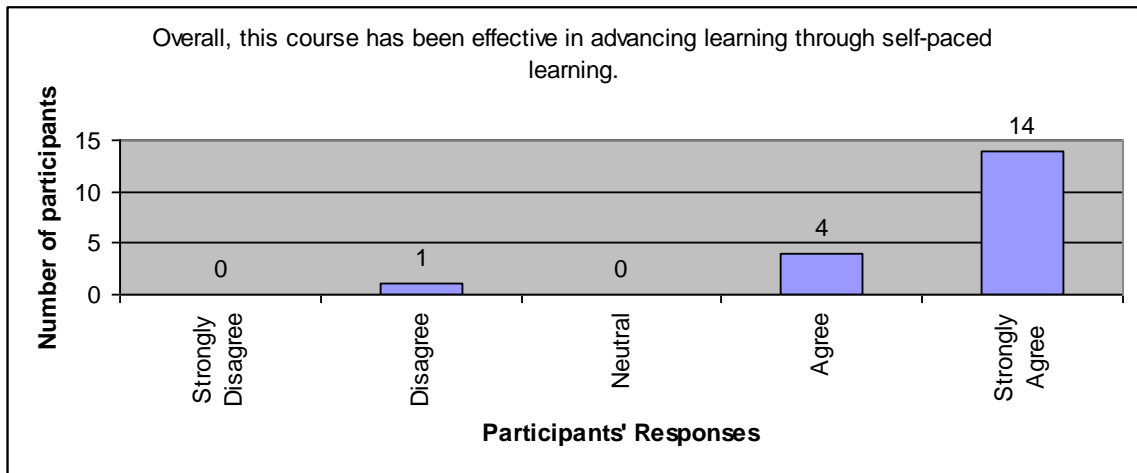 Overall, this course has been effective in advancing learning through self-paced
learning.
Number of participants
15
10
5
0
0
1
0
4
14
Strongly
Disagree
Disagree
Neutral
Agree
Strongly
Agree
Participants' Responses